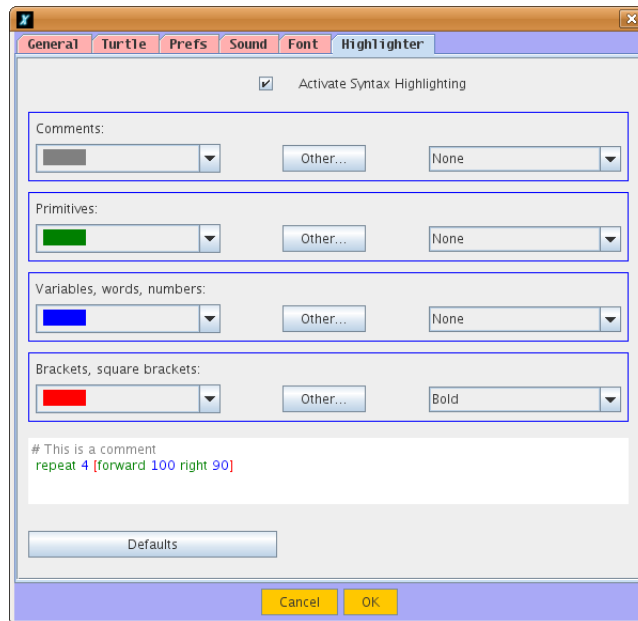 General Turtle Prefs Sound Font Highlighter
Activate Syntax Highlighting
Comments:
Other... None
Primitives:
Other... None
Variables, words, numbers:
Other... None
Brackets, square brackets:
Other... Bold
# This is a comment
repeat 4 [forward 100 right 90]
Defaults
Cancel OK